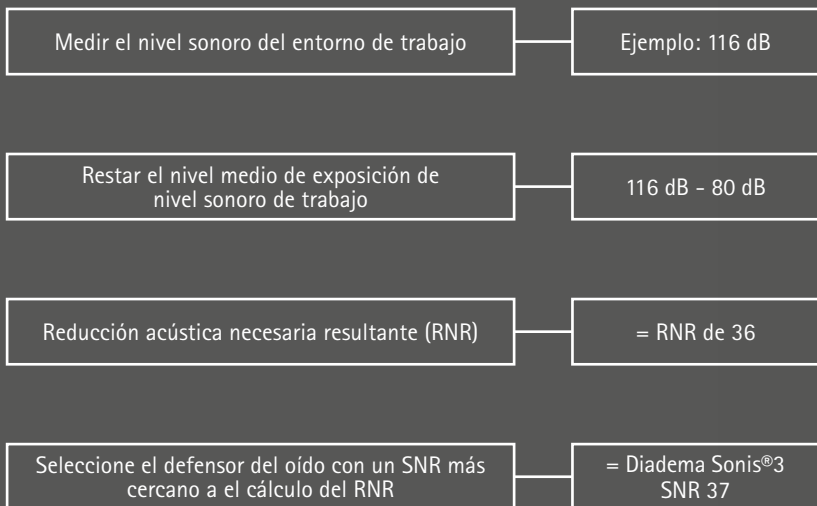 Medir el nivel sonoro del entorno de trabajo
Ejemplo: 116 dB
Restar el nivel medio de exposición de
nivel sonoro de trabajo
116 dB - 80 dB
Reducción acústica necesaria resultante (RNR)
= RNR de 36
Seleccione el defensor del oído con un SNR más
cercano a el cálculo del RNR
= Diadema Sonis®3
SNR 37